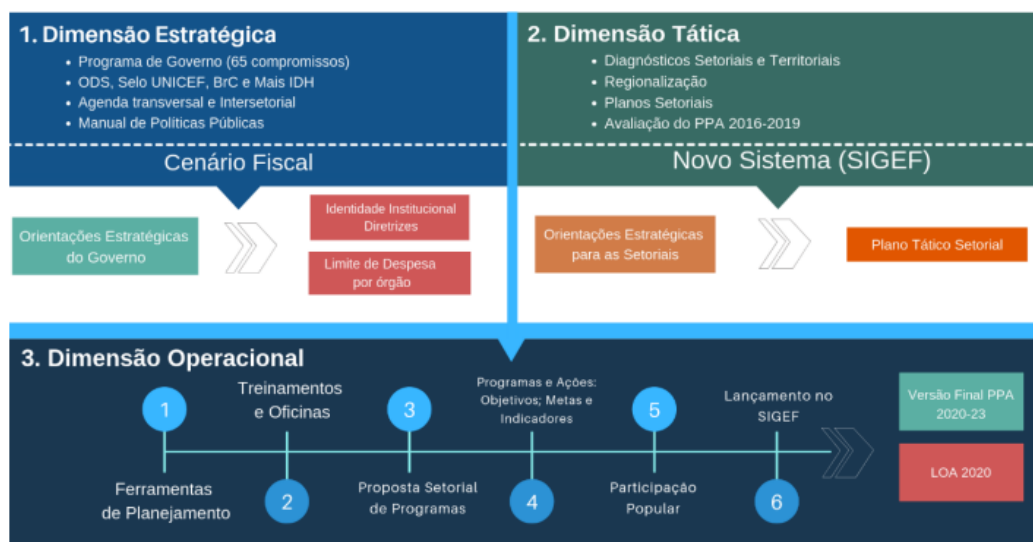 1. Dimensão Estratégica
• Programa de Governo (65 compromissos)
• ODS, Selo UNICEF, BrC e Mais IDH
• Agenda transversal e Intersetorial
• Manual de Políticas Públicas
Cenário Fiscal
Orientações Estratégicas
do Governo
Identidade Institucional
Diretrizes
Limite de Despesa
por órgão
2. Dimensão Tática
• Diagnósticos Setoriais e Territoriais
• Regionalização
• Planos Setoriais
• Avaliação do PPA 2016-2019
Novo Sistema (SIGEF)
Orientações Estratégicas
para as Setoriais
Plano Tático Setorial
3. Dimensão Operacional
1
Ferramentas
de Planejamento
Treinamentos
e Oficinas
2
3
Proposta Setorial
de Programas
Programas e Ações:
Objetivos; Metas e
Indicadores
4
5
Participação
Popular
Lançamento no
SIGEF
6
Versão Final PPA
2020-23
LOA 2020